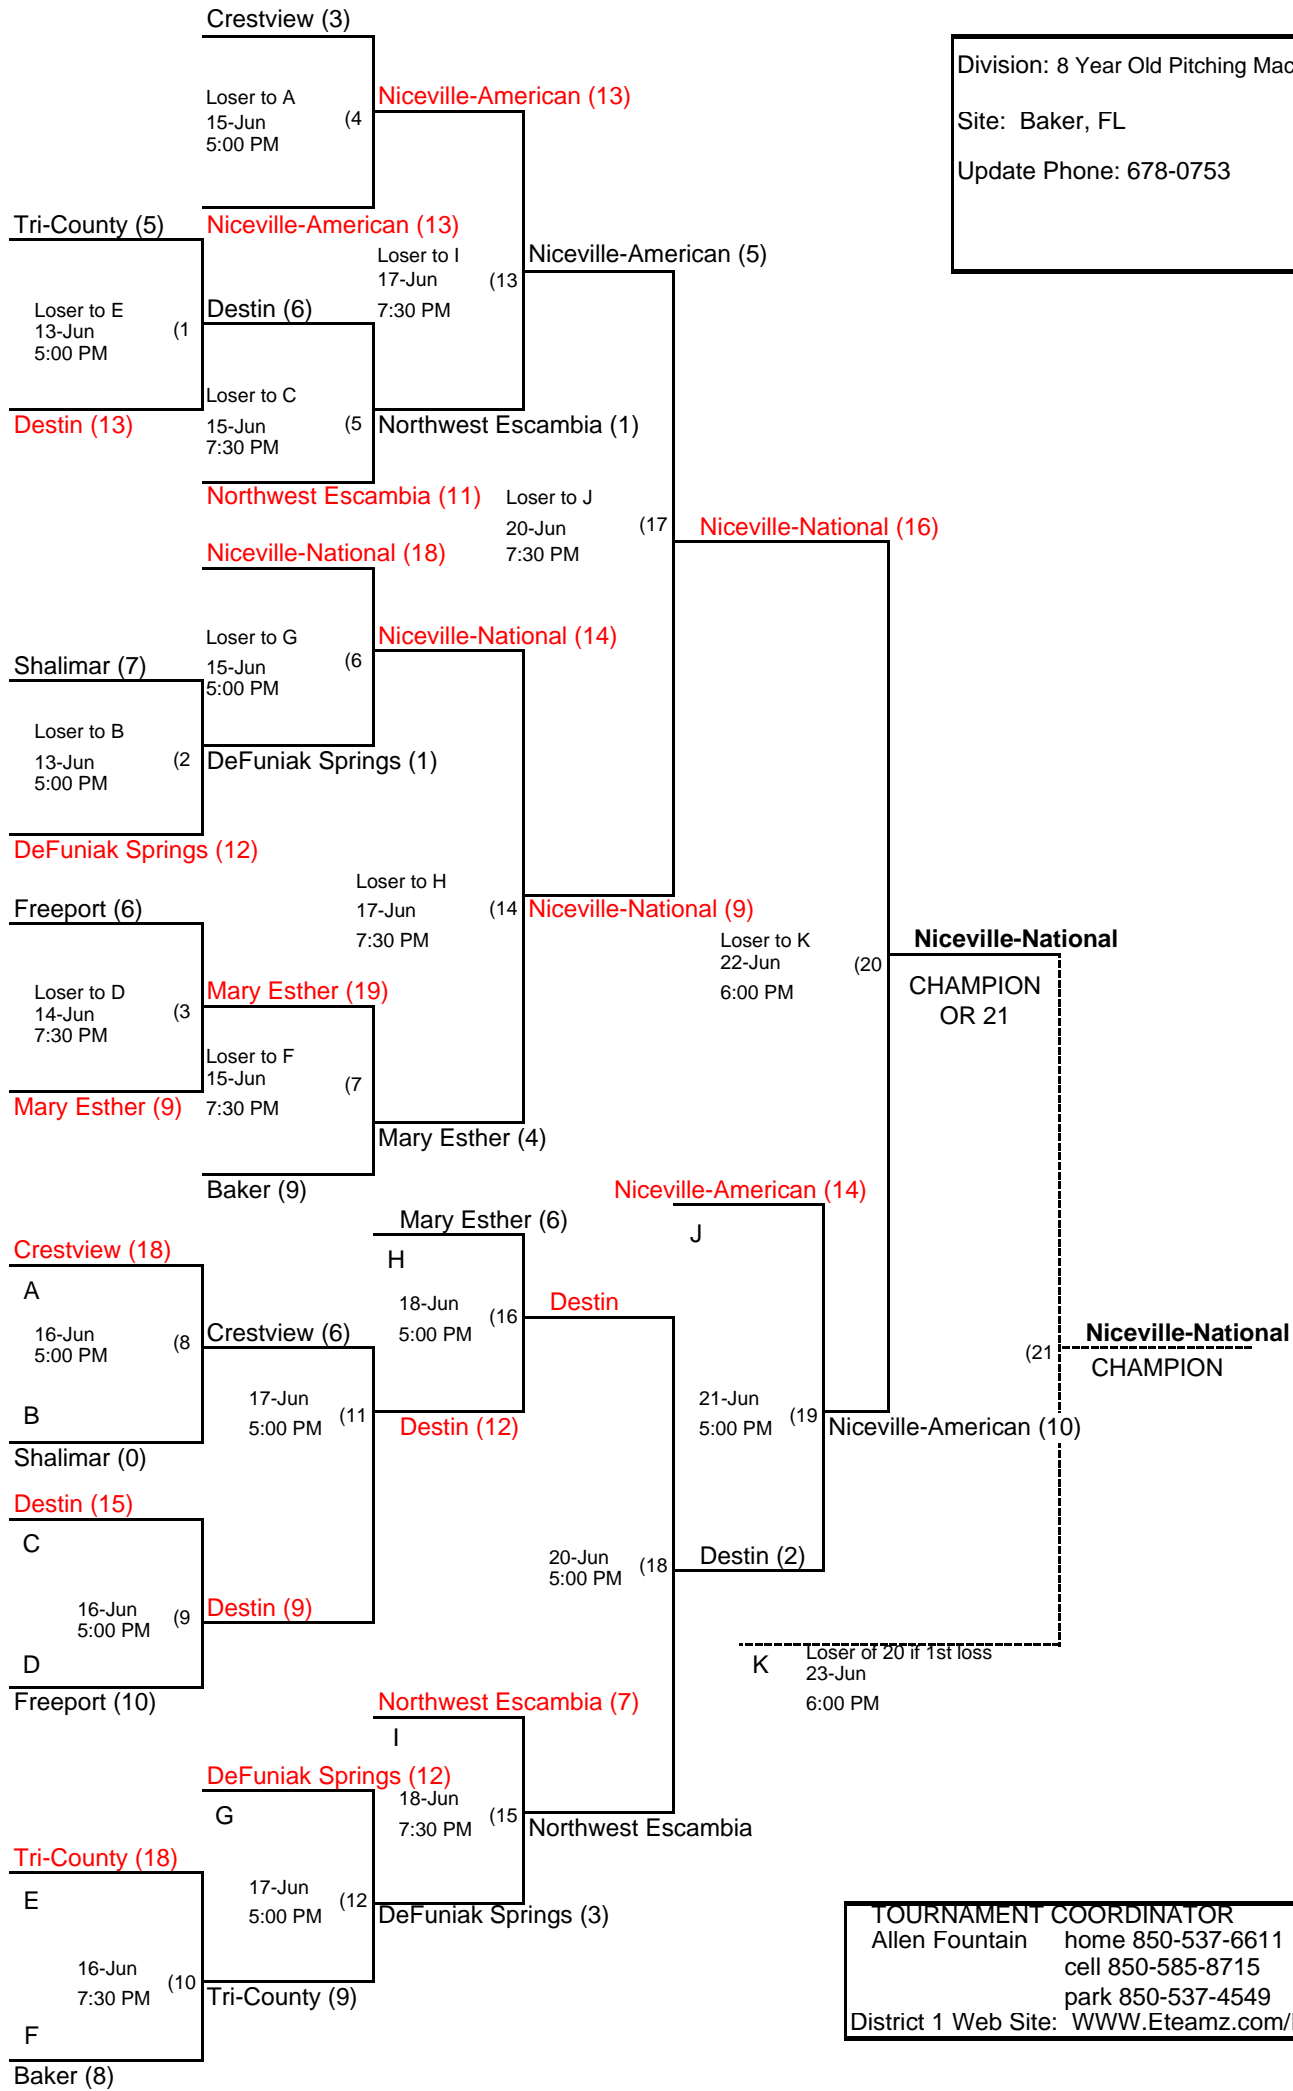 Crestview (3)
Division: 8 Year Old Pitching Mac
Loser to A
15-Jun
5:00 PM
(4
Niceville-American (13)
Site: Baker, FL
Update Phone: 678-0753
Tri-County (5)
Niceville-American (13)
Loser to I
17-Jun
7:30 PM
(13
Niceville-American (5)
Loser to E
13-Jun
5:00 PM
(1
Destin (6)
Loser to C
15-Jun
7:30 PM
(5
Destin (13)
Northwest Escambia (1)
Northwest Escambia (11)
Loser to J
20-Jun
7:30 PM
(17
Niceville-National (16)
Niceville-National (18)
Loser to G
15-Jun
5:00 PM
(6
Niceville-National (14)
Shalimar (7)
Loser to B
13-Jun
5:00 PM
(2
DeFuniak Springs (1)
DeFuniak Springs (12)
Loser to H
17-Jun
7:30 PM
(14
Niceville-National (9)
Freeport (6)
Loser to K
22-Jun
6:00 PM
(20
Niceville-National
CHAMPION
OR 21
Loser to D
14-Jun
7:30 PM
(3
Mary Esther (19)
Loser to F
15-Jun
7:30 PM
(7
Mary Esther (9)
Mary Esther (4)
Baker (9)
Niceville-American (14)
Mary Esther (6)
J
H
Crestview (18)
A
16-Jun
5:00 PM
(8
B
Shalimar (0)
18-Jun
5:00 PM
(16
Destin
Crestview (6)
17-Jun
5:00 PM
(11
Destin (12)
21-Jun
5:00 PM
(19
Niceville-American (10)
(21
Niceville-National
CHAMPION
Destin (15)
C
16-Jun
5:00 PM
(9
D
Freeport (10)
Destin (9)
20-Jun
5:00 PM
(18
Destin (2)
K
Loser of 20 if 1st loss
23-Jun
6:00 PM
Northwest Escambia (7)
I
DeFuniak Springs (12)
G
18-Jun
7:30 PM
(15
Northwest Escambia
Tri-County (18)
E
17-Jun
5:00 PM
(12
DeFuniak Springs (3)
16-Jun
7:30 PM
(10
Tri-County (9)
F
Baker (8)
TOURNAMENT COORDINATOR
Allen Fountain home 850-537-6611
cell 850-585-8715
park 850-537-4549
District 1 Web Site: WWW.Eteamz.com/